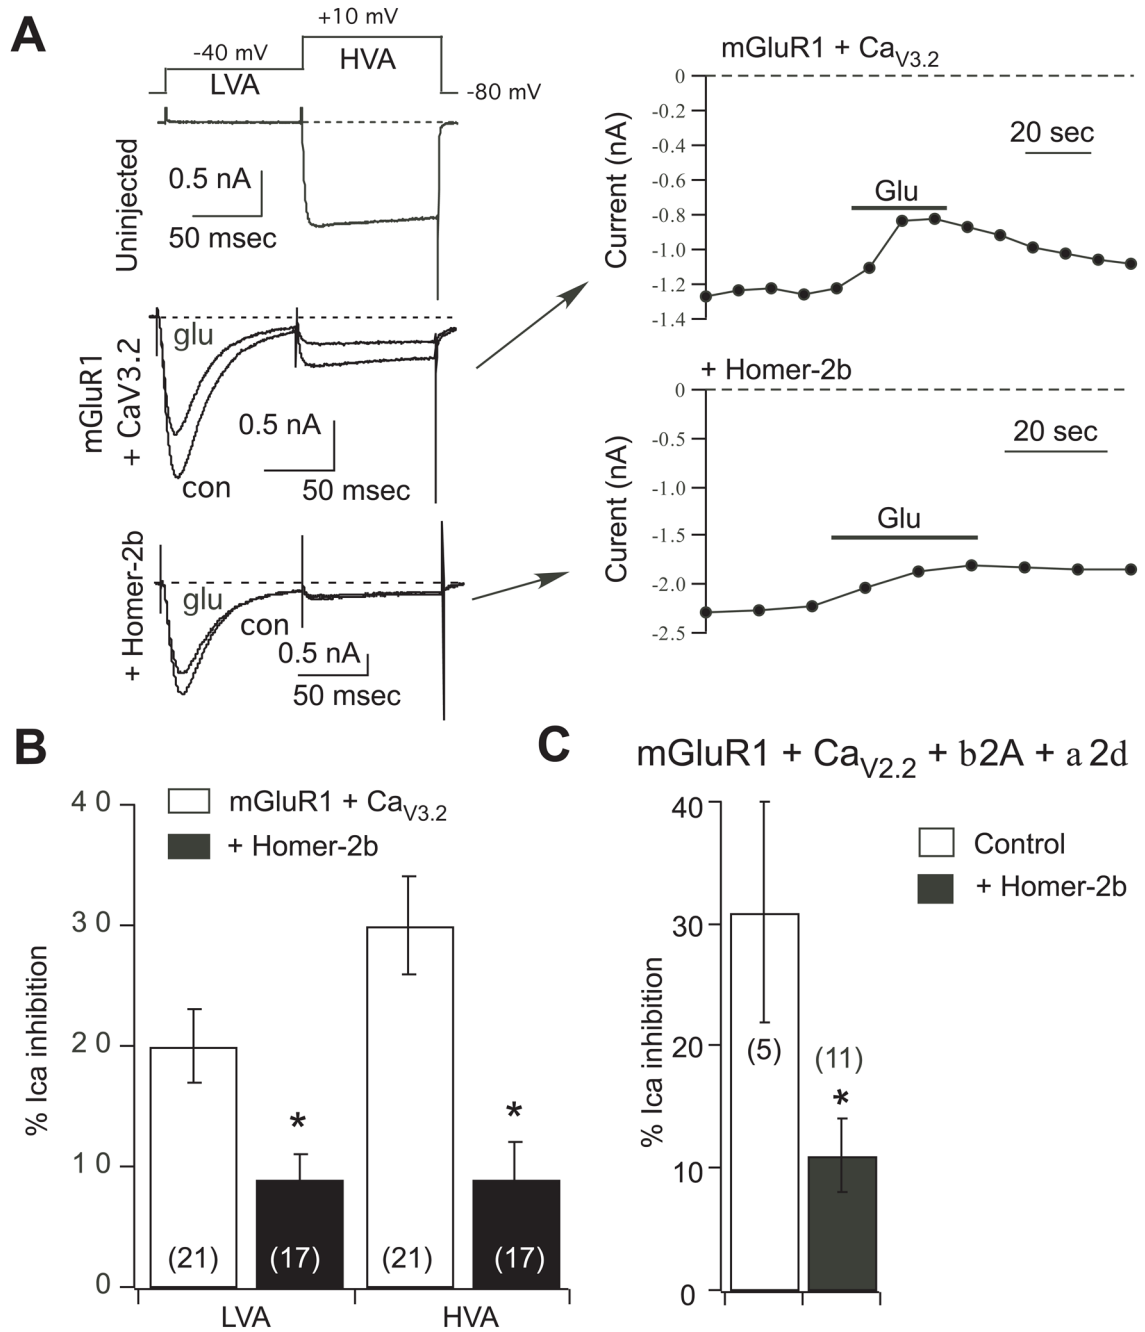 A
+10 mV
-40 mV
HVA
LVA
-80 mV
Uninjected
0.5 nA
50 msec
mGluR1
+ CaV3.2
glu
0.5 nA
con
50 msec
+ Homer-2b
glu
con
0.5 nA
50 msec
mGluR1 + CaV3.2
Current (nA)
0
-0.2
-0.4
-0.6
-0.8
-1.0
-1.2
-1.4
20 sec
Glu
+ Homer-2b
Curent (nA)
0
-0.5
-1.0
-1.5
-2.0
-2.5
20 sec
Glu
B
% Ica inhibition
40
30
20
10
0
mGluR1 + CaV3.2
+ Homer-2b
*
*
(21)
(17)
(21)
(17)
LVA
HVA
C
mGluR1 + CaV2.2 + b2A + a2d
% Ica inhibition
40
30
20
10
0
Control
+ Homer-2b
(5)
(11)
*